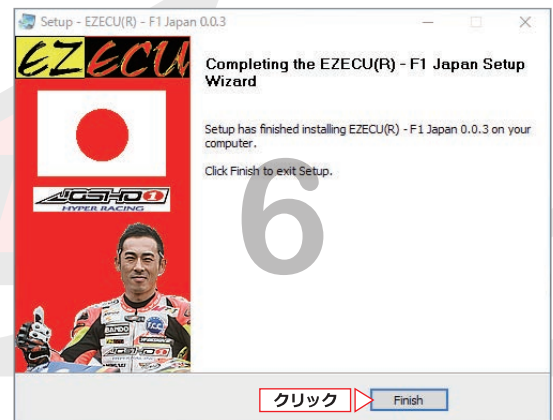 Setup - EZECU(R) - F1 Japan 0.0.3
EZECU
Completing the EZECU(R) - F1 Japan Setup
Wizard
Setup has finished installing EZECU(R) - F1 Japan 0.0.3 on your
computer.
Click Finish to exit Setup.
6
HYPER RACING
クリック
Finish